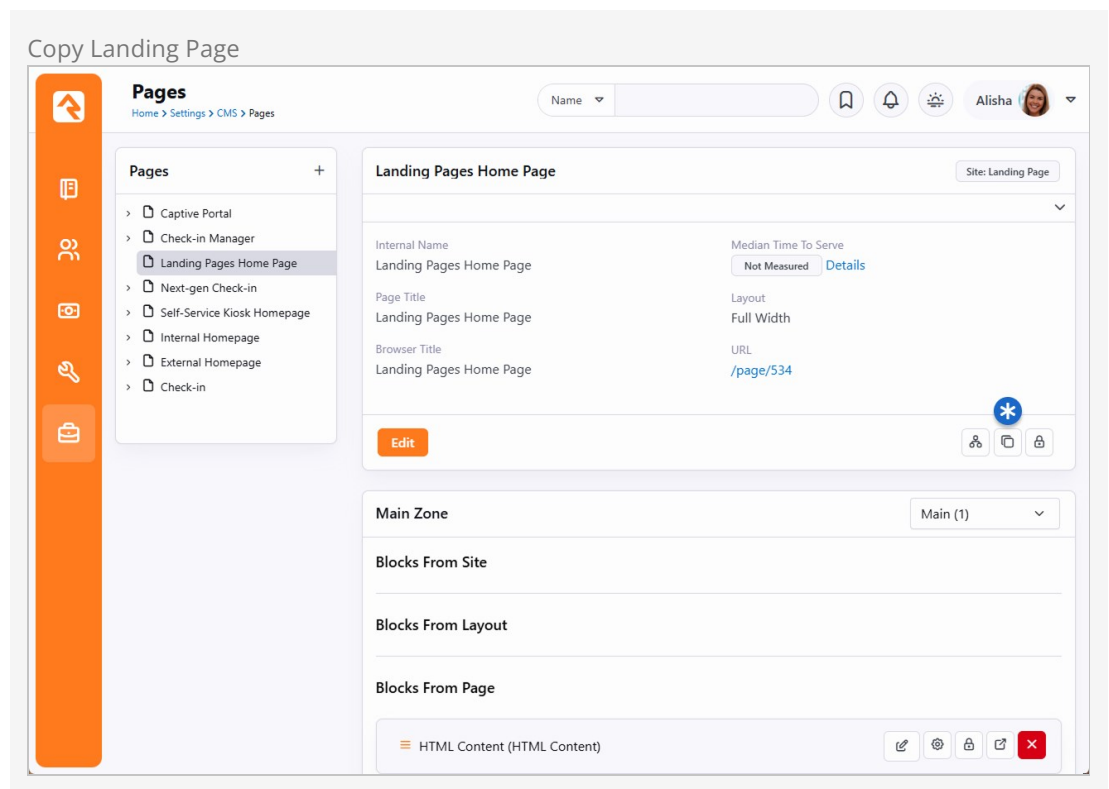 Copy Landing Page
Pages
Home > Settings > CMS > Pages
Name
Alisha
Pages
Captive Portal
Check-in Manager
Landing Pages Home Page
Next-gen Check-in
Self-Service Kiosk Homepage
Internal Homepage
External Homepage
Check-in
Landing Pages Home Page
Site: Landing Page
Internal Name
Landing Pages Home Page
Median Time To Serve
Not Measured Details
Page Title
Landing Pages Home Page
Layout
Full Width
Browser Title
Landing Pages Home Page
URL
/page/534
Edit
Main Zone
Main (1)
Blocks From Site
Blocks From Layout
Blocks From Page
HTML Content (HTML Content)